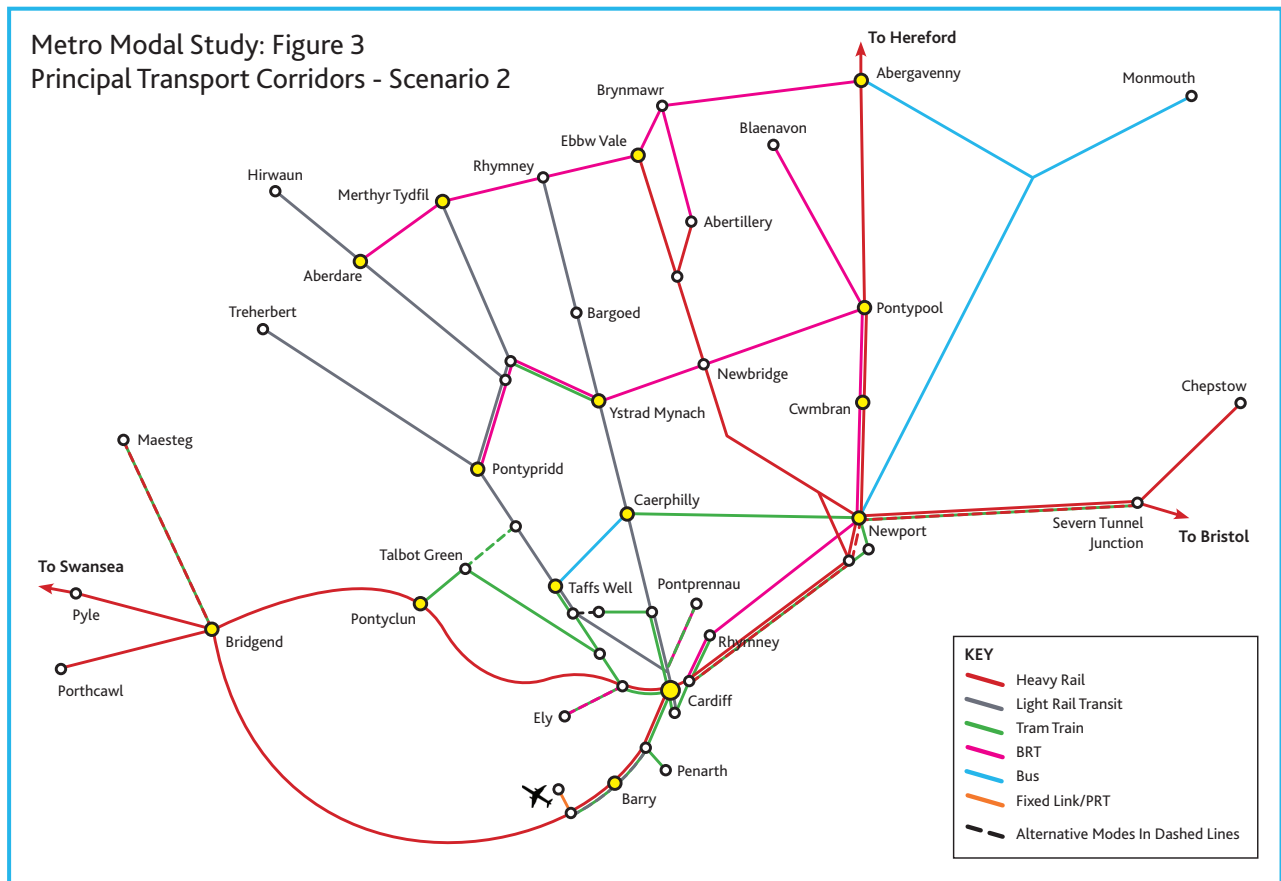 Metro Modal Study: Figure 3
Principal Transport Corridors - Scenario 2
To Hereford
Abergavenny
Monmouth
Brynmawr
Blaenavon
Ebbw Vale
Rhymney
Hirwaun
Merthyr Tydfil
Abertillery
Aberdare
Treherbert
Bargoed
Pontypool
Newbridge
Chepstow
Ystrad Mynach
Cwmbran
Maesteg
Pontypridd
Caerphilly
Newport
Severn Tunnel
Junction
To Bristol
Talbot Green
To Swansea
Taffs Well
Pontprennau
Pyle
Pontyclun
Bridgend
Rhymney
Porthcawl
Cardiff
Ely
Penarth
Barry
KEY
Heavy Rail
Light Rail Transit
Tram Train
BRT
Bus
Fixed Link/PRT
Alternative Modes In Dashed Lines